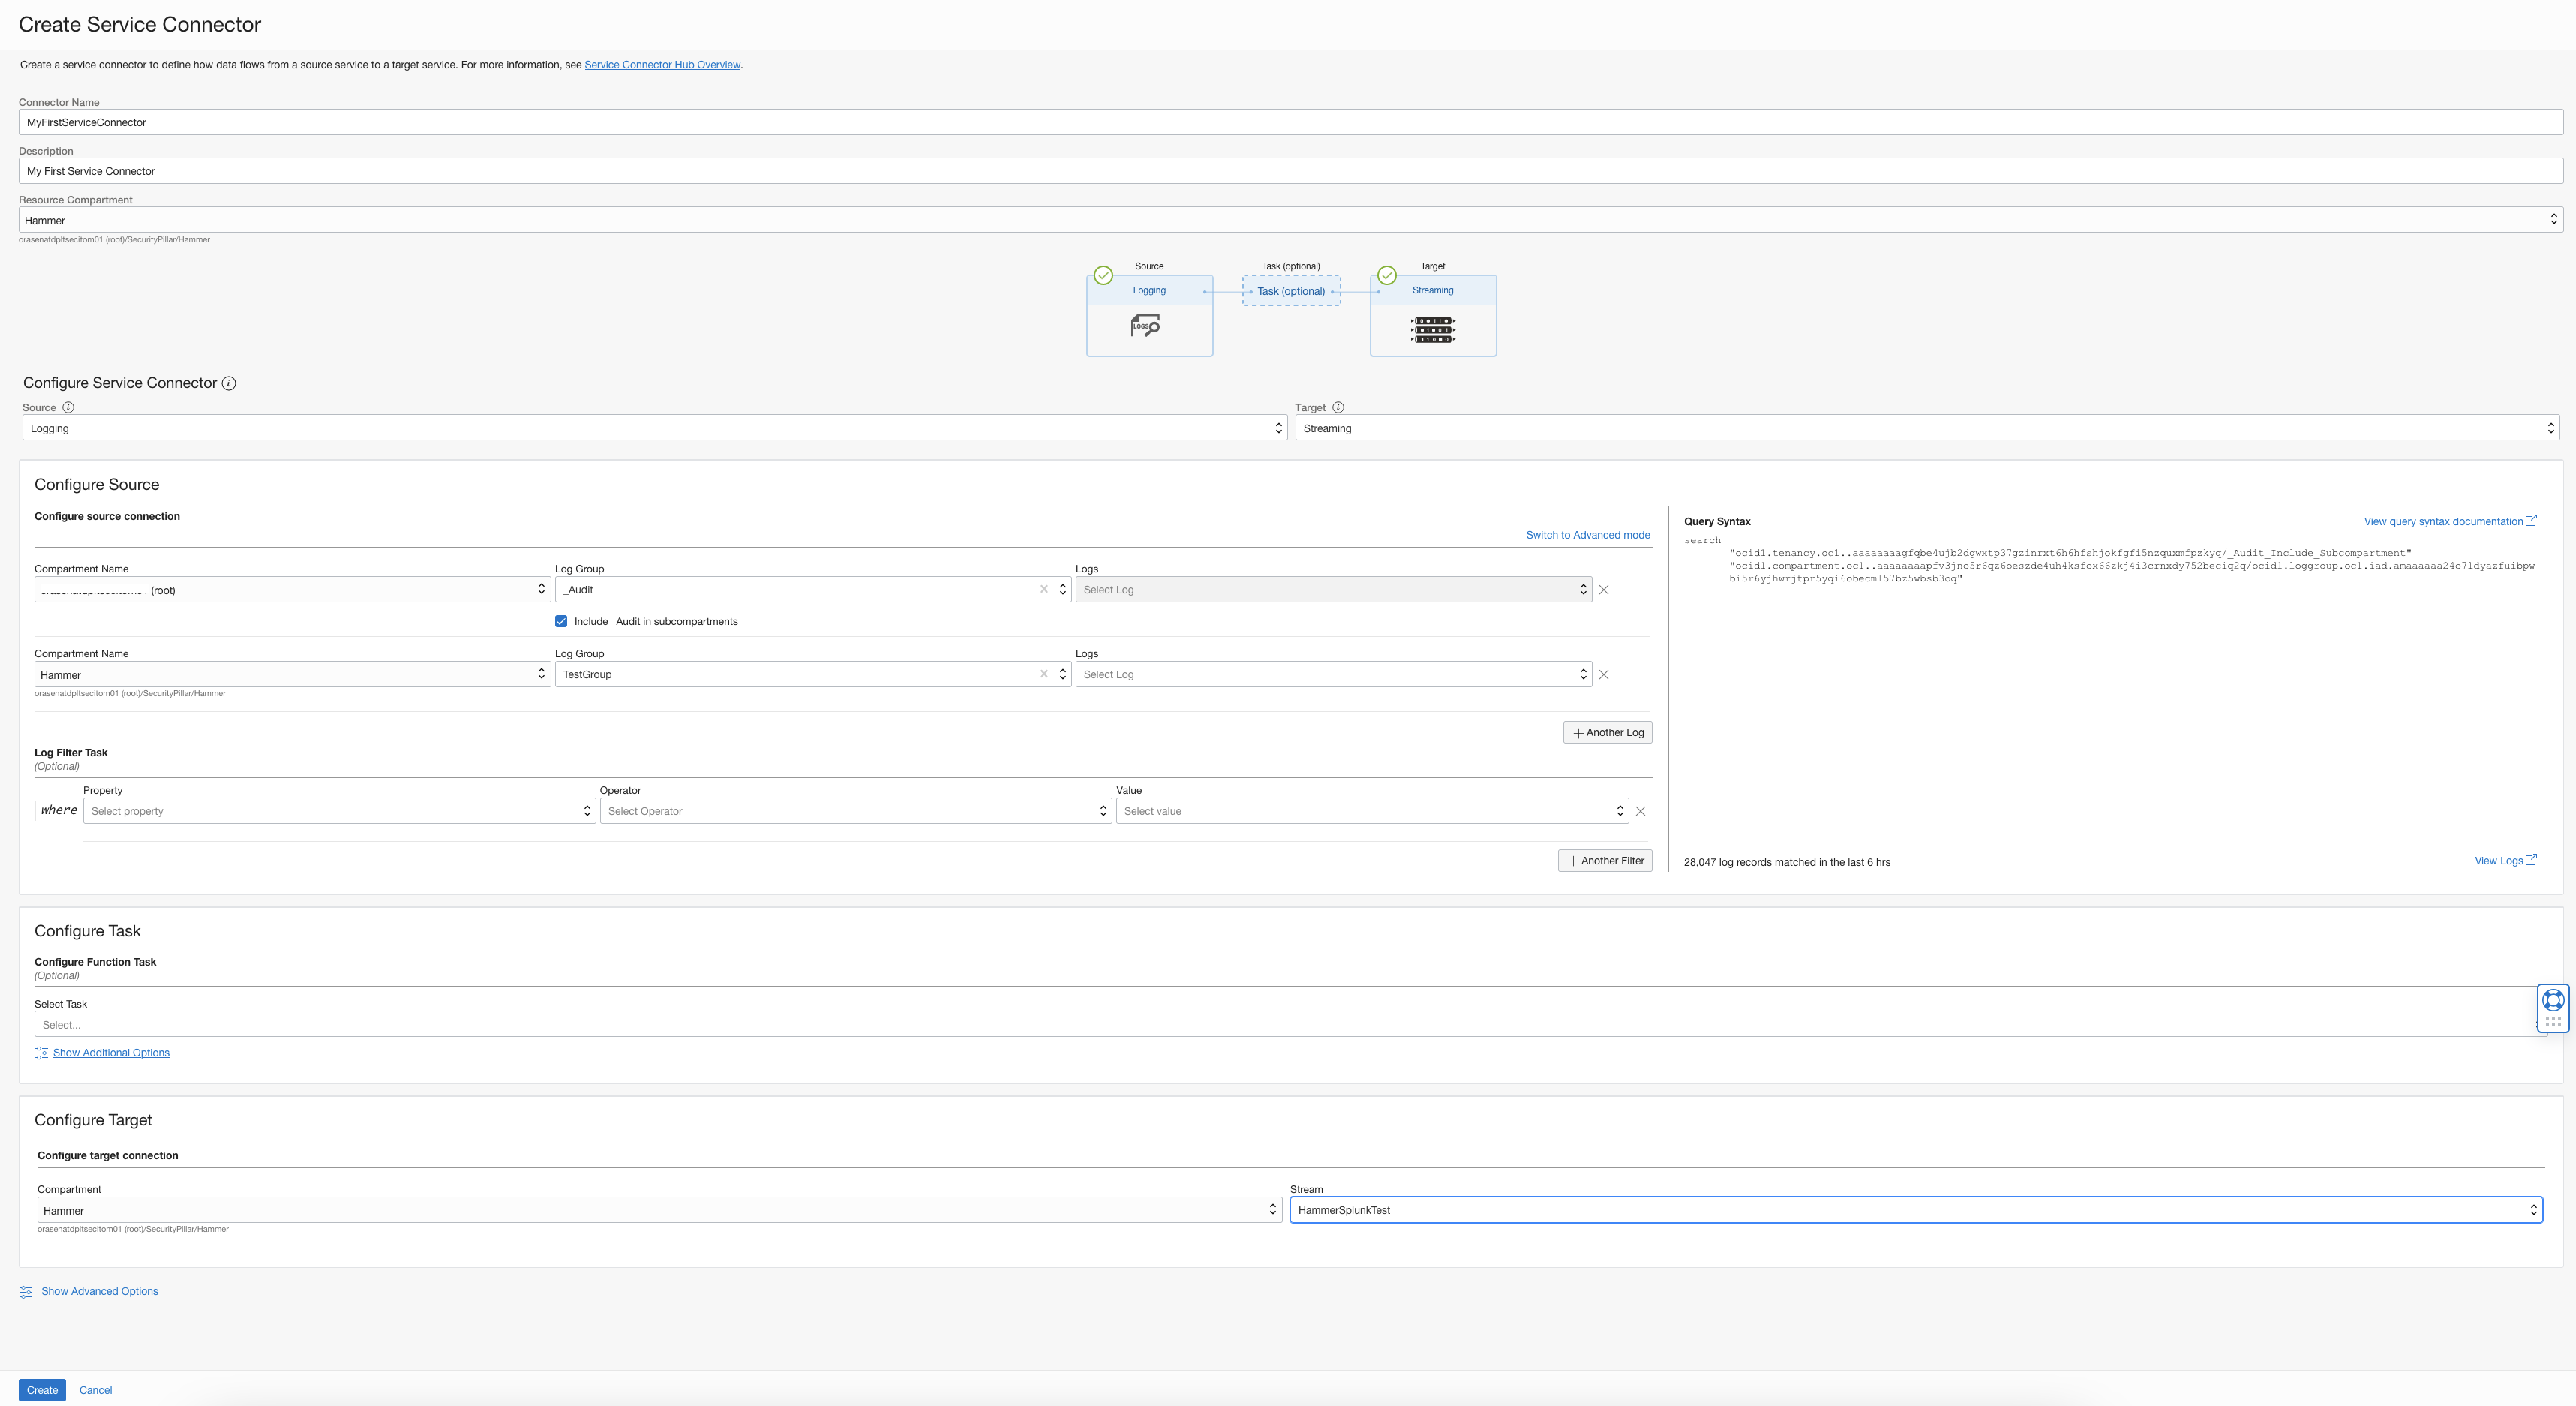 Create Service Connector
Create a service connector to define how data flows from a source service to a target service. For more information, see Service Connector Hub Overview.
Connector Name
MyFirstServiceConnector
Description
My First Service Connector
Resource Compartment
Hammer
orasenatdpltsecitom01 (root)/SecurityPillar/Hammer
Source
Task (optional)
Target
Logging
Task (optional)
Streaming
LOGS
Configure Service Connector
Source
Target
Logging
Streaming
Configure Source
Configure source connection
Switch to Advanced mode
Compartment Name
Log Group
Logs
(root)
_Audit
Select Log
Include _Audit in subcompartments
Compartment Name
Log Group
Logs
Hammer
TestGroup
Select Log
orasenatdpltsecitom01 (root)/SecurityPillar/Hammer
Another Log
Log Filter Task
(Optional)
Property
Operator
Value
where
Select property
Select Operator
Select value
Another Filter
Query Syntax
View query syntax documentation
search
"ocid1.tenancy.oc1..aaaaaaaagfqbe4ujb2dgwxtp37gzinrxt6h6hfshjokfgfi5nzquxmfpzkyq/_Audit_Include_Subcompartment"
"ocid1.compartment.oc1..aaaaaaaapfv3jno5r6qz6oeszde4uh4ksfox66zkj4i3crnxdy752beciq2q/ocid1.loggroup.oc1.iad.amaaaaaa24o7ldyazfuibpw
bi5r6yjhwrjtpr5yqi6obecml57bz5wbsb3oq"
28,047 log records matched in the last 6 hrs
View Logs
Configure Task
Configure Function Task
(Optional)
Select Task
Select...
Show Additional Options
Configure Target
Configure target connection
Compartment
Stream
Hammer
HammerSplunkTest
orasenatdpltsecitom01 (root)/SecurityPillar/Hammer
Show Advanced Options
Create
Cancel